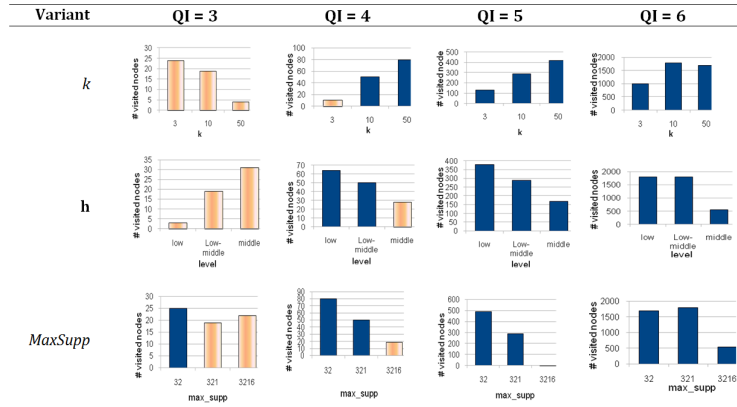 Variant QI = 3 QI = 4 QI = 5 QI = 6
k
# visited nodes
30
25
20
15
10
5
0
3 10 50
k
# visited nodes
100
80
60
40
20
0
3 10 50
k
# visited node
500
400
300
200
100
0
3 10 50
k
# visited nodes
2000
1500
1000
500
0
3 10 50
k
h
# visited nodes
35
30
25
20
15
10
5
0
low Low-middle middle
level
# visited nodes
70
60
50
40
30
20
10
0
low Low-middle middle
level
# visited nodes
400
350
300
250
200
150
100
50
0
low Low-middle middle
level
# visited nodes
2000
1500
1000
500
0
low Low-middle middle
level
MaxSupp
# visited nodes
30
25
20
15
10
5
0
32 321 3216
max_supp
# visited nodes
90
80
70
60
50
40
30
20
10
0
32 321 3216
max_supp
# visited nodes
600
500
400
300
200
100
0
32 321 3216
max_supp
# visited nodes
2000
1500
1000
500
0
32 321 3216
max_supp